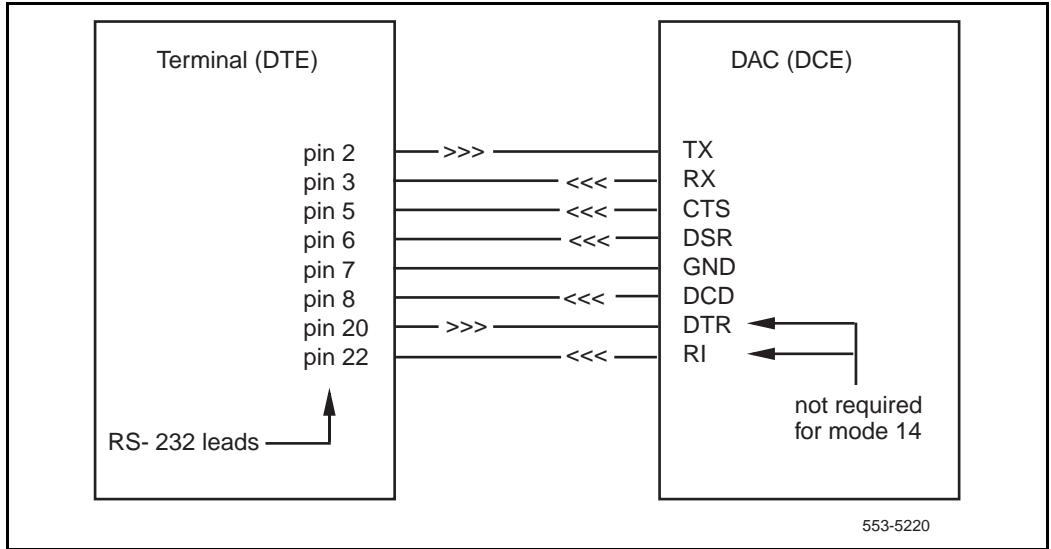 Terminal (DTE)
DAC (DCE)
pin 2 >>> TX
pin 3 <<< RX
pin 5 <<< CTS
pin 6 <<< DSR
pin 7 GND
pin 8 <<< DCD
pin 20 >>> DTR
pin 22 <<< RI
not required
for mode 14
RS- 232 leads
553-5220